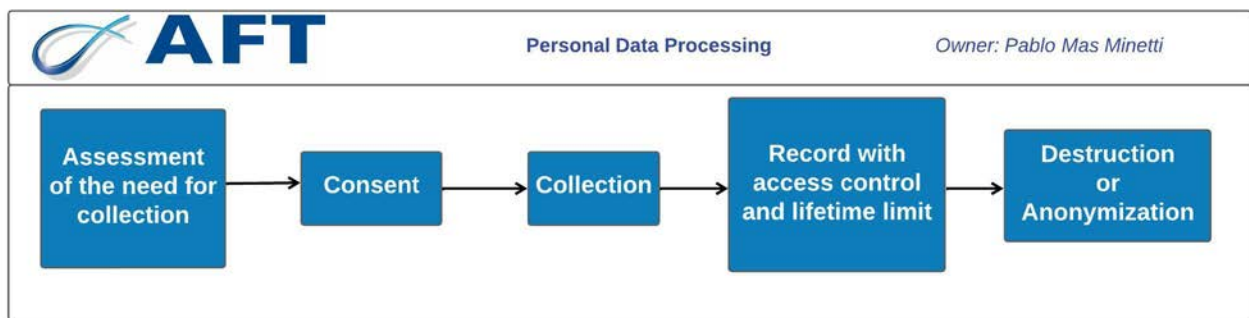 AFT
Personal Data Processing
Owner: Pablo Mas Minetti
Assessment
of the need for
collection
Consent
Collection
Record with
access control
and lifetime limit
Destruction
or
Anonymization